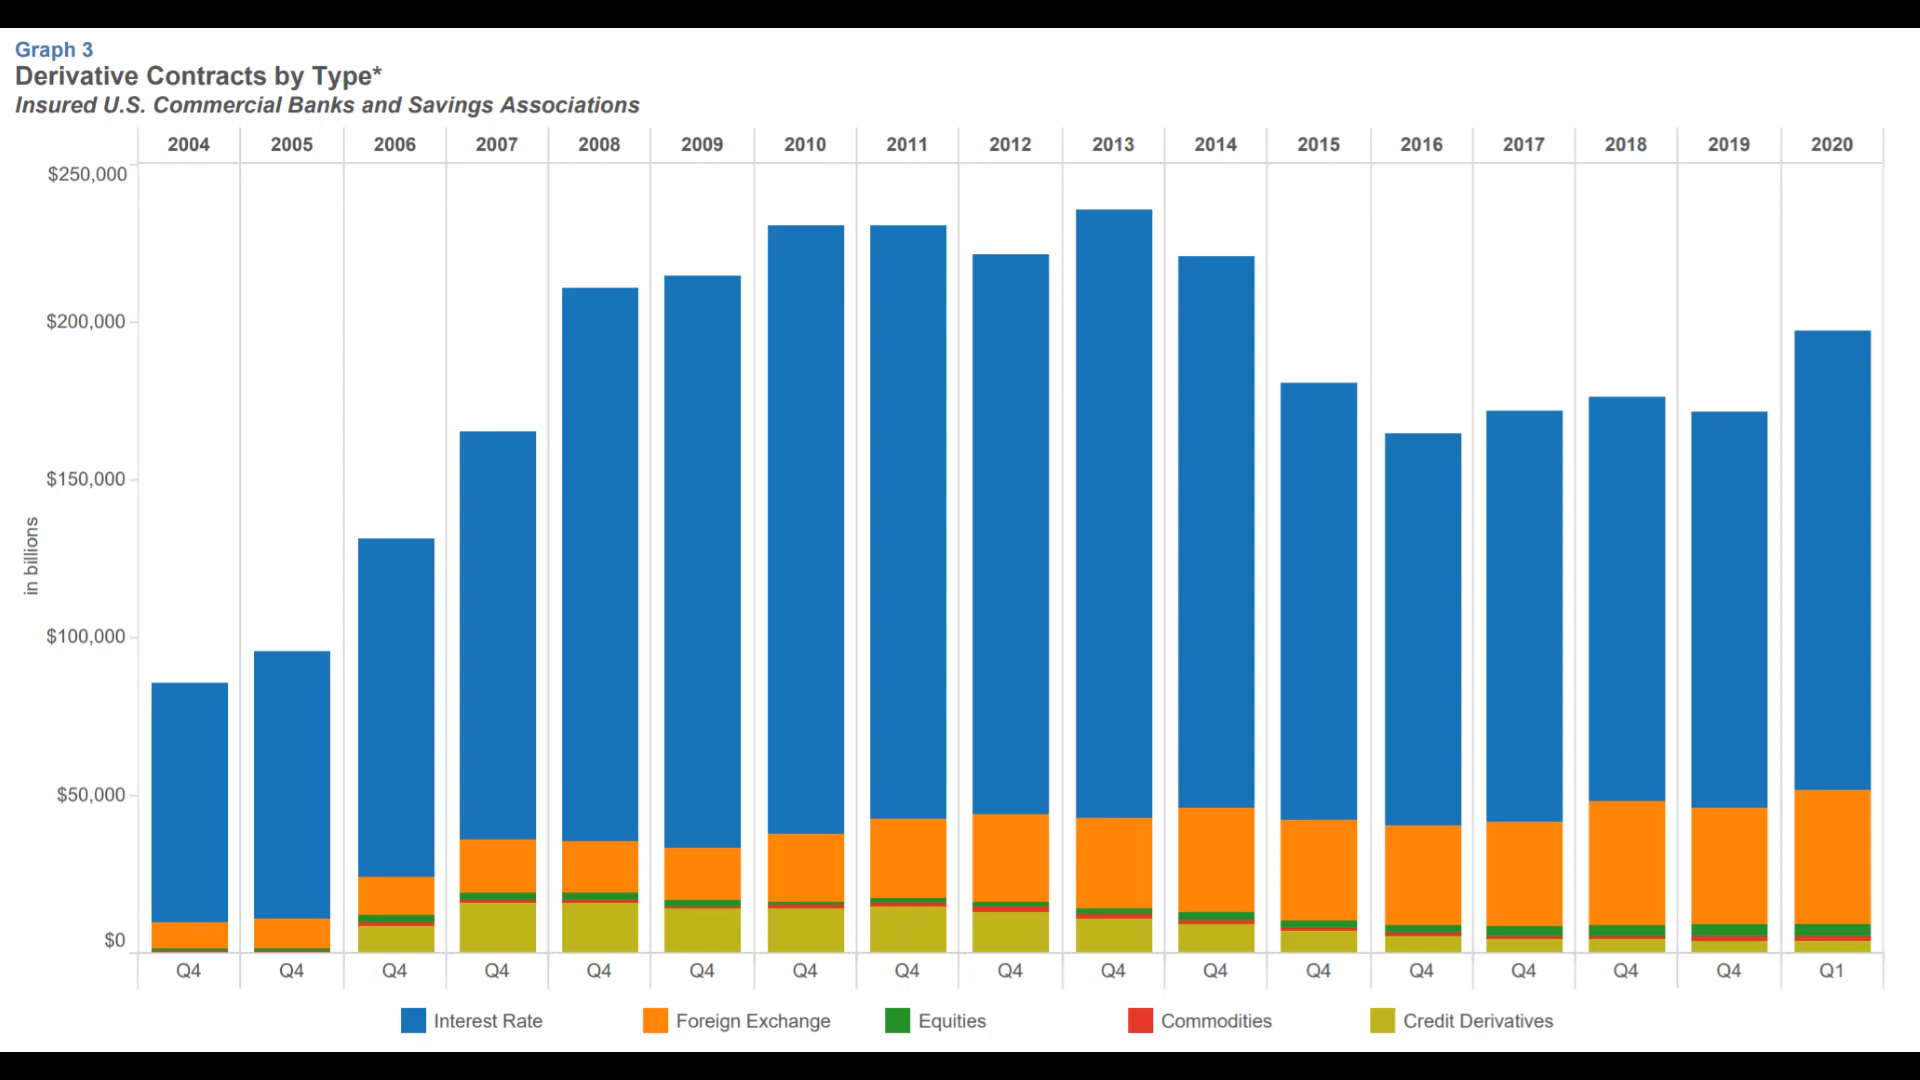 Graph 3
Derivative Contracts by Type*
Insured U.S. Commercial Banks and Savings Associations
2004 2005 2006 2007 2008 2009 2010 2011 2012 2013 2014 2015 2016 2017 2018 2019 2020
$250,000
$200,000
$150,000
$100,000
$50,000
$0
in billions
Q4 Q4 Q4 Q4 Q4 Q4 Q4 Q4 Q4 Q4 Q4 Q4 Q4 Q4 Q4 Q4 Q1
Interest Rate Foreign Exchange Equities Commodities Credit Derivatives